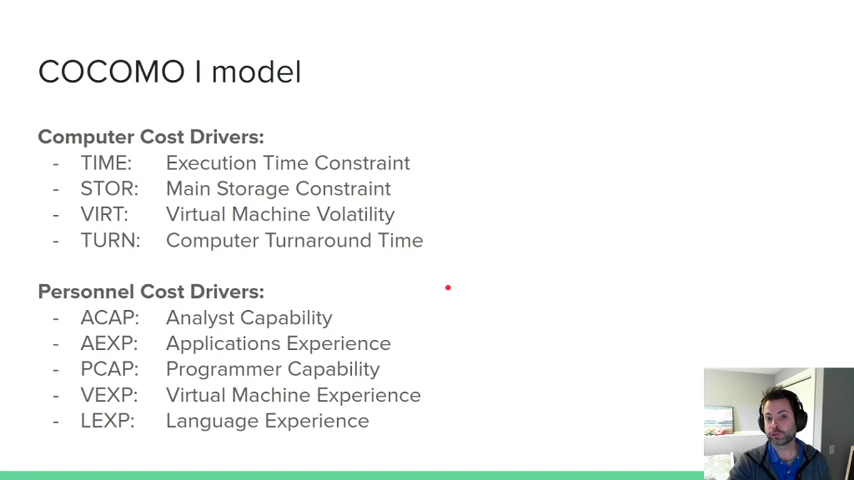 COCOMO I model
Computer Cost Drivers:
- TIME: Execution Time Constraint
- STOR: Main Storage Constraint
- VIRT: Virtual Machine Volatility
- TURN: Computer Turnaround Time
Personnel Cost Drivers:
- ACAP: Analyst Capability
- AEXP: Applications Experience
- PCAP: Programmer Capability
- VEXP: Virtual Machine Experience
- LEXP: Language Experience